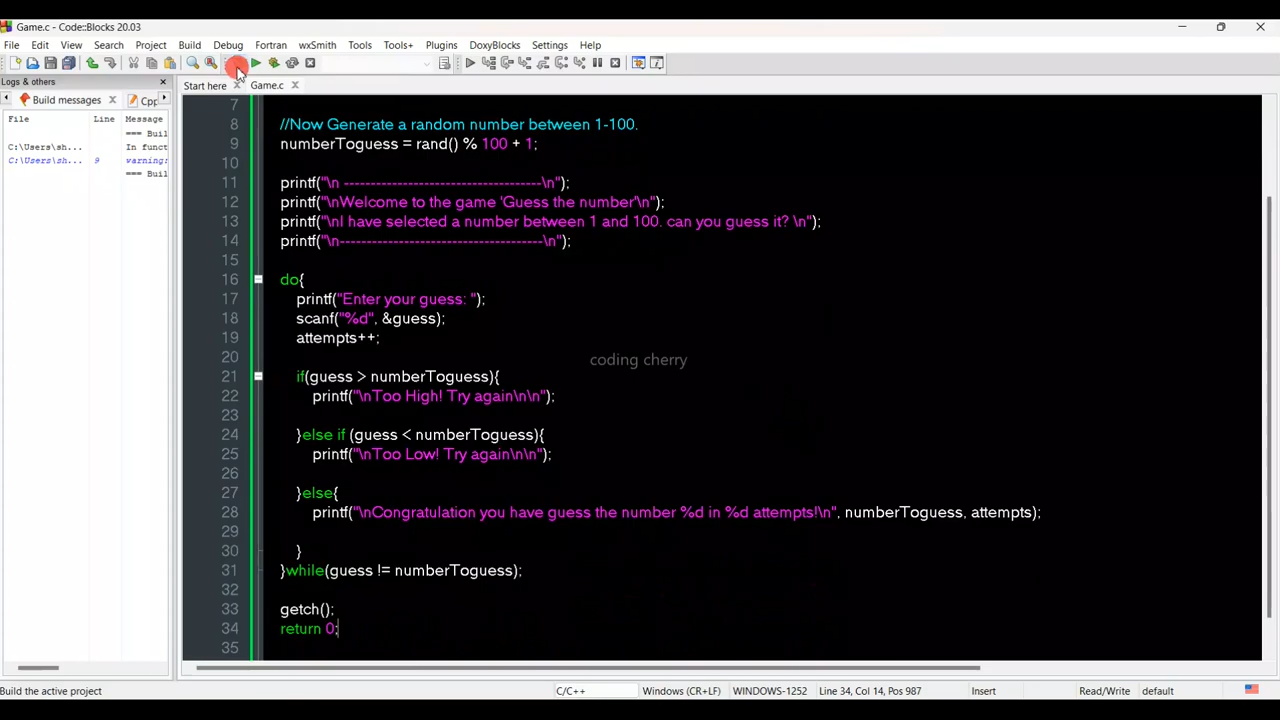 Game.c - Code::Blocks 20.03
File Edit View Search Project Build Debug Fortran wxSmith Tools Tools+ Plugins DoxyBlocks Settings Help
Logs & others
Start here Game.c
Build messages Cpp
File Line Message
=== Buil
C:\Users\sh... In funct
C:\Users\sh... 9 warning:
=== Buil
7
8 //Now Generate a random number between 1-100.
9 numberToguess = rand() % 100 + 1;
10
11 printf("\n -------------------------------------\n");
12 printf("\nWelcome to the game 'Guess the number'\n");
13 printf("\nI have selected a number between 1 and 100. can you guess it? \n");
14 printf("\n--------------------------------------\n");
15
16 do{
17 printf("Enter your guess: ");
18 scanf("%d", &guess);
19 attempts++;
20
coding cherry
21 if(guess > numberToguess){
22 printf("\nToo High! Try again\n\n");
23
24 }else if (guess < numberToguess){
25 printf("\nToo Low! Try again\n\n");
26
27 }else{
28 printf("\nCongratulation you have guess the number %d in %d attempts!\n", numberToguess, attempts);
29
30 }
31 }while(guess != numberToguess);
32
33 getch();
34 return 0;
35
Build the active project C/C++ Windows (CR+LF) WINDOWS-1252 Line 34, Col 14, Pos 987 Insert Read/Write default